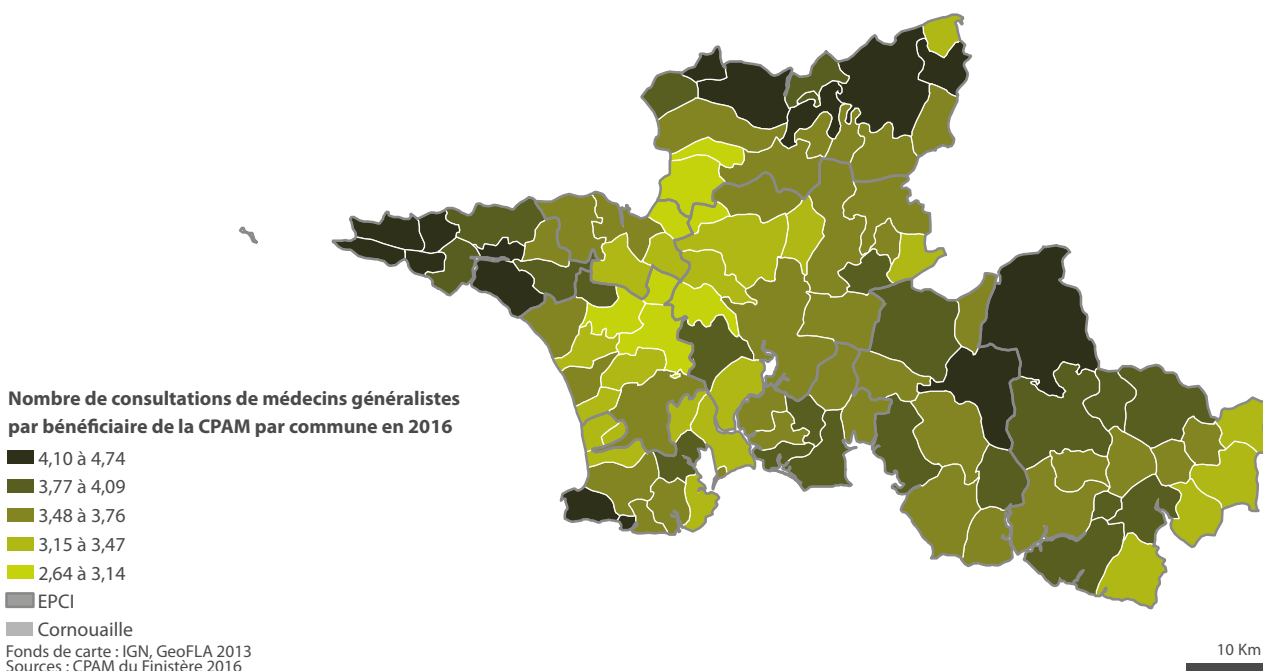 Nombre de consultations de médecins généralistes
par bénéficiaire de la CPAM par commune en 2016
4,10 à 4,74
3,77 à 4,09
3,48 à 3,76
3,15 à 3,47
2,64 à 3,14
EPCI
Cornouaille
Fonds de carte : IGN, GeoFLA 2013
Sources : CPAM du Finistère 2016
10 Km